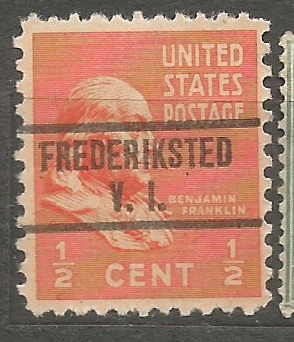 UNITED
STATES
POSTAGE
FREDERIKSTED
V. I.
BENJAMIN
FRANKLIN
1/2 CENT 1/2